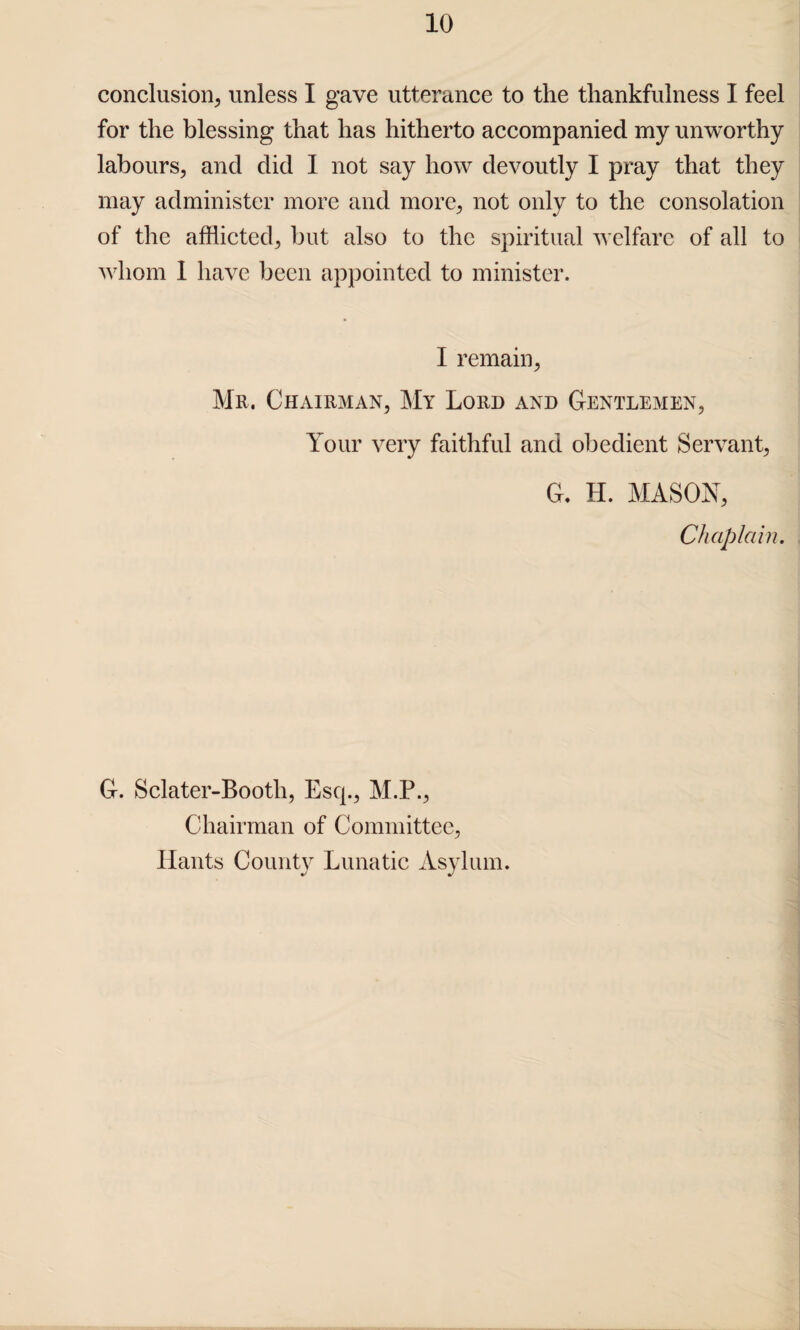 10
conclusion, unless I gave utterance to the thankfulness I feel
for the blessing that has hitherto accompanied my unworthy
labours, and did I not say how devoutly I pray that they
may administer more and more, not only to the consolation
of the afflicted, but also to the spiritual welfare of all to
whom I have been appointed to minister.
I remain,
Mr. Chairman, My Lord and Gentlemen,
Your very faithful and obedient Servant,
G. H. MASON,
Chaplain.
G. Sclater-Booth, Esq., M.P.,
Chairman of Committee,
Hants County Lunatic Asylum.